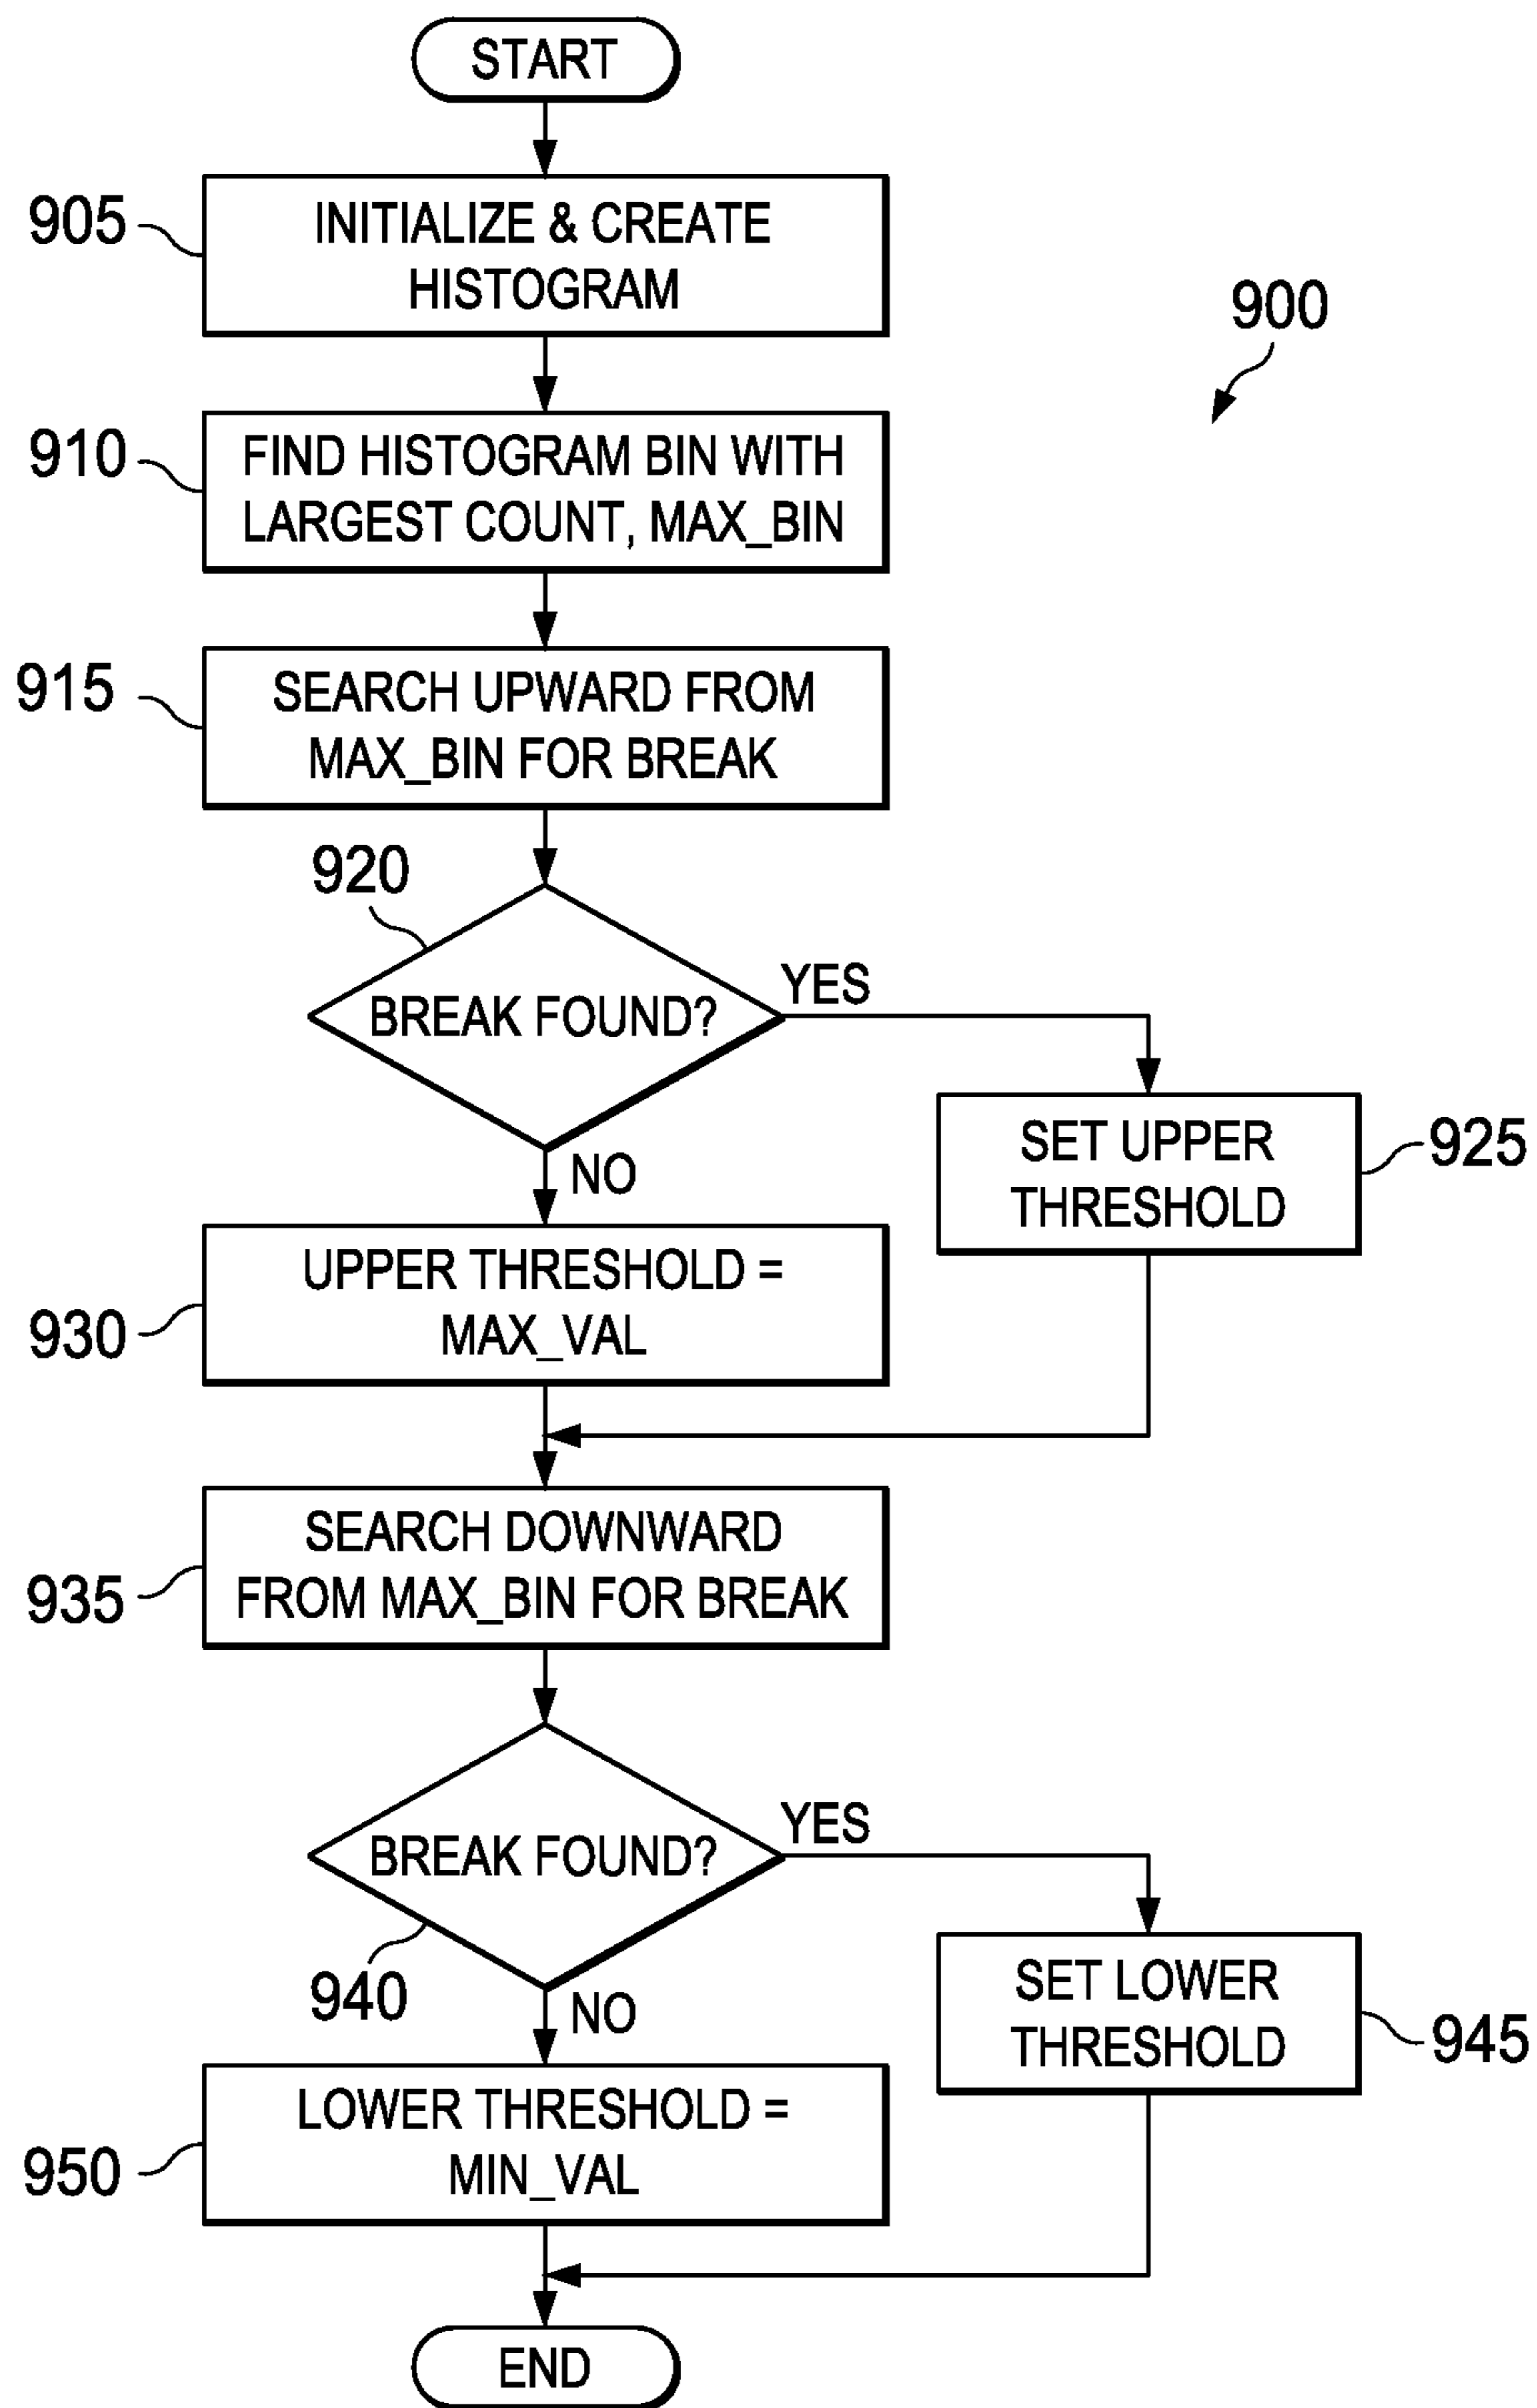 START
905
INITIALIZE & CREATE
HISTOGRAM
900
910
FIND HISTOGRAM BIN WITH
LARGEST COUNT, MAX_BIN
915
SEARCH UPWARD FROM
MAX_BIN FOR BREAK
920
BREAK FOUND?
YES
NO
SET UPPER
THRESHOLD
925
930
UPPER THRESHOLD =
MAX_VAL
935
SEARCH DOWNWARD
FROM MAX_BIN FOR BREAK
BREAK FOUND?
YES
940
NO
SET LOWER
THRESHOLD
945
950
LOWER THRESHOLD =
MIN_VAL
END